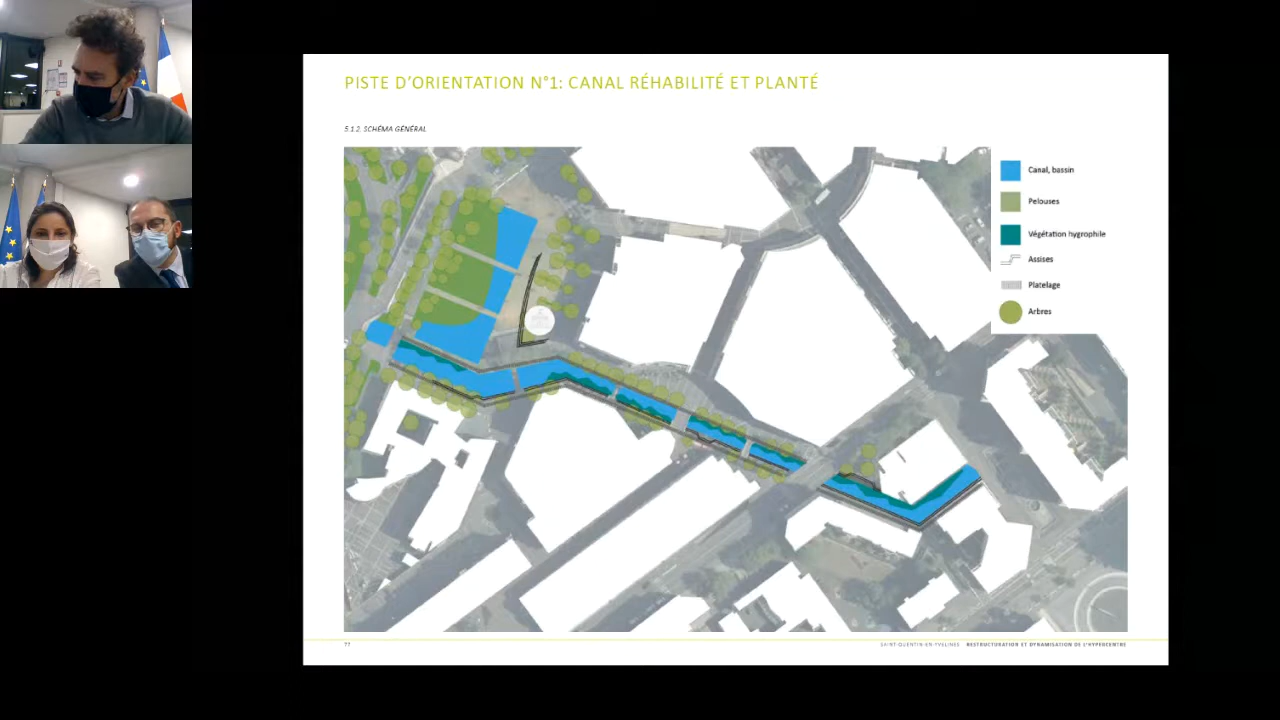 PISTE D'ORIENTATION N°1: CANAL RÉHABILITÉ ET PLANTÉ
5.1.2. SCHÉMA GÉNÉRAL
Canal, bassin
Pelouses
Végétation hygrophile
Assises
Platelage
Arbres
77
SAINT-QUENTIN-EN-YVELINES RESTRUCTURATION ET DYNAMISATION DE L'HYPERCENTRE